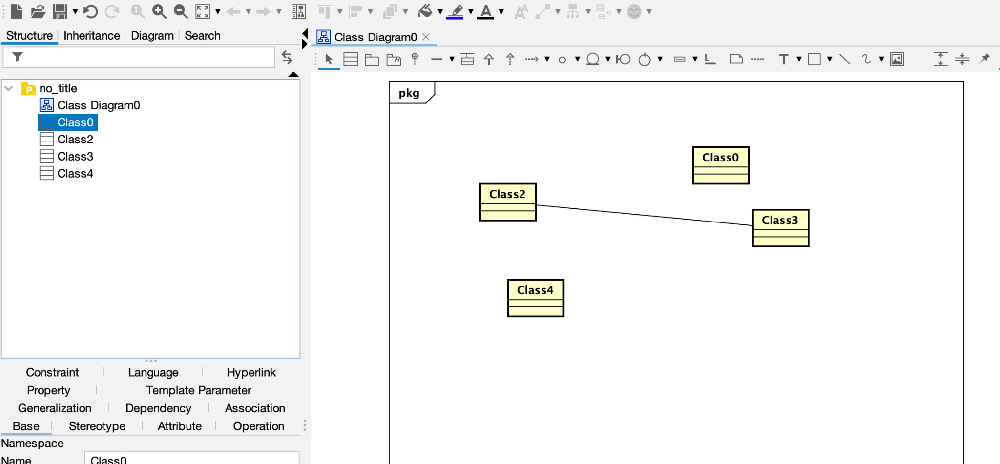 Structure Inheritance Diagram Search
Class Diagram0
no_title
Class Diagram0
Class0
Class2
Class3
Class4
pkg
Class0
Class2
Class3
Class4
Constraint Language Hyperlink
Property Template Parameter
Generalization Dependency Association
Base Stereotype Attribute Operation
Namespace
Name Class0